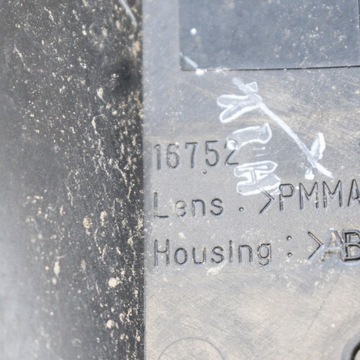 16752
Lens : >PMMA
Housing : >AB